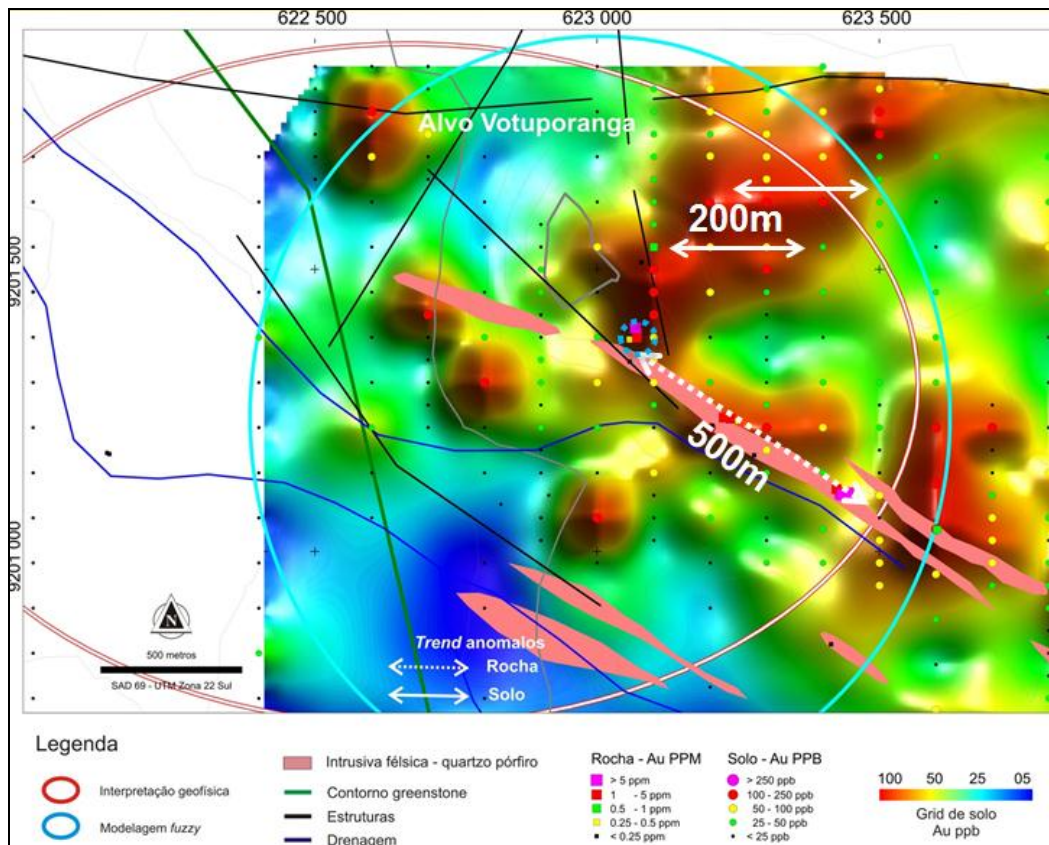 622 500 623 000 623 500
Alvo Votuporanga
200m
9201 500
500m
9201 000
N
500 metros
SAD 69 - UTM Zona 22 Sul
Trend anomalos
Rocha
Solo
Legenda
Interpretação geofísica
Modelagem fuzzy
Intrusiva félsica - quartzo pórfiro
Contorno greenstone
Estruturas
Drenagem
Rocha - Au PPM
> 5 ppm
1 - 5 ppm
0.5 - 1 ppm
0.25 - 0.5 ppm
< 0.25 ppm
Solo - Au PPB
> 250 ppb
100 - 250 ppb
50 - 100 ppb
25 - 50 ppb
< 25 ppb
100 50 25 05
Grid de solo
Au ppb